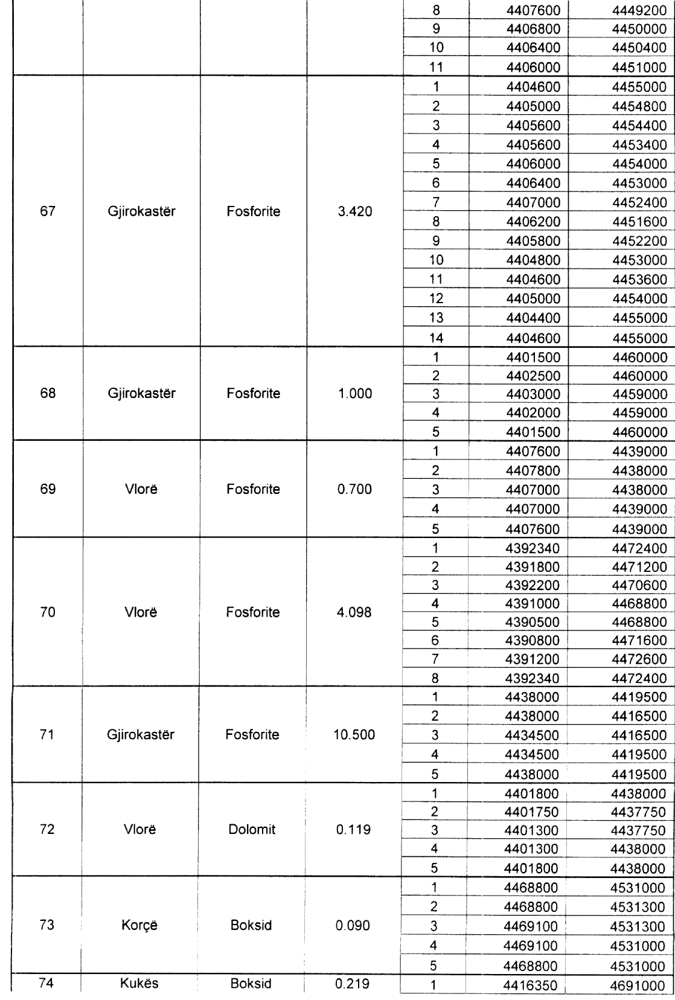 8 4407600 4449200
9 4406800 4450000
10 4406400 4450400
11 4406000 4451000
1 4404600 4455000
2 4405000 4454800
3 4405600 4454400
4 4405600 4453400
5 4406000 4454000
6 4406400 4453000
67 Gjirokastër Fosforite 3.420 7 4407000 4452400
8 4406200 4451600
9 4405800 4452200
10 4404800 4453000
11 4404600 4453600
12 4405000 4454000
13 4404400 4455000
14 4404600 4455000
1 4401500 4460000
2 4402500 4460000
68 Gjirokastër Fosforite 1.000 3 4403000 4459000
4 4402000 4459000
5 4401500 4460000
1 4407600 4439000
2 4407800 4438000
69 Vlorë Fosforite 0.700 3 4407000 4438000
4 4407000 4439000
5 4407600 4439000
1 4392340 4472400
2 4391800 4471200
3 4392200 4470600
4 4391000 4468800
70 Vlorë Fosforite 4.098 5 4390500 4468800
6 4390800 4471600
7 4391200 4472600
8 4392340 4472400
1 4438000 4419500
2 4438000 4416500
71 Gjirokastër Fosforite 10.500 3 4434500 4416500
4 4434500 4419500
5 4438000 4419500
1 4401800 4438000
2 4401750 4437750
72 Vlorë Dolomit 0.119 3 4401300 4437750
4 4401300 4438000
5 4401800 4438000
1 4468800 4531000
2 4468800 4531300
73 Korçë Boksid 0.090 3 4469100 4531300
4 4469100 4531000
5 4468800 4531000
74 Kukës Boksid 0.219 1 4416350 4691000